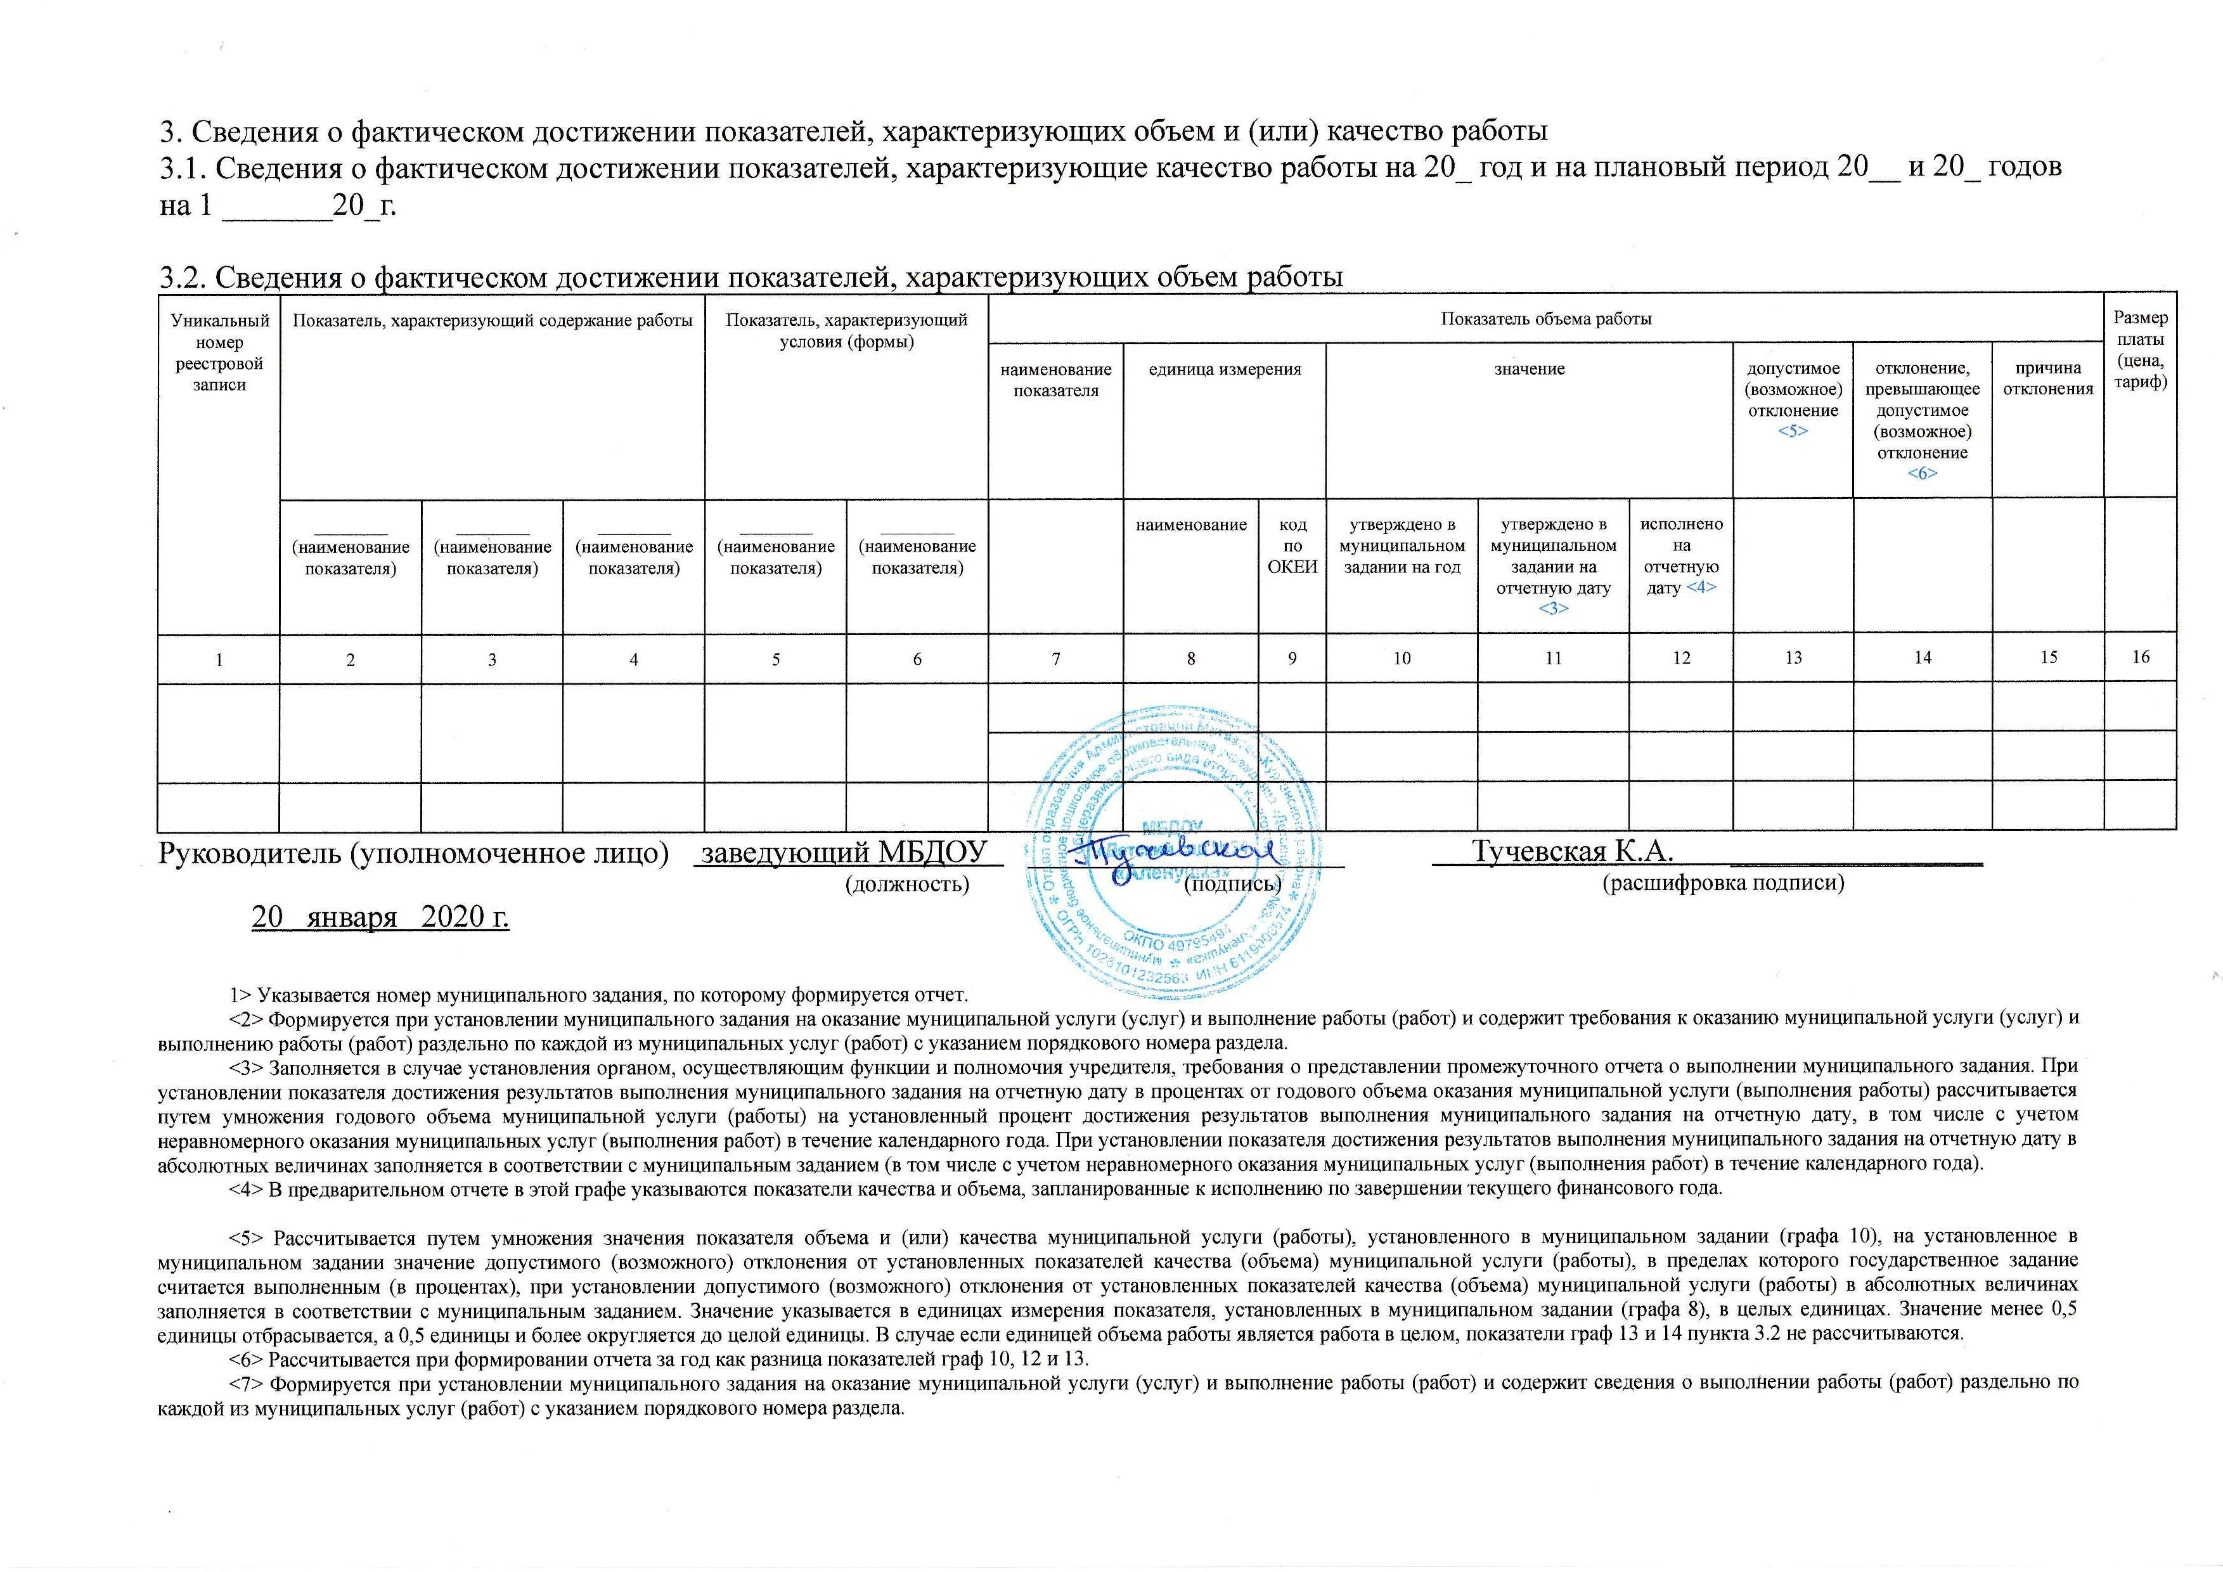 3. Сведения о фактическом достижении показателей, характеризующих объем и (или) качество работы
3.1. Сведения о фактическом достижении показателей, характеризующие качество работы на 20_ год и на плановый период 20__ и 20_ годов
на 1 _______20_г.
3.2. Сведения о фактическом достижении показателей, характеризующих объем работы
Уникальный номер реестровой записи
Показатель, характеризующий содержание работы
Показатель, характеризующий условия (формы)
Показатель объема работы
Размер платы (цена, тариф)
наименование показателя
единица измерения
значение
допустимое (возможное) отклонение <5>
отклонение, превышающее допустимое (возможное) отклонение <6>
причина отклонения
_________ (наименование показателя)
_________ (наименование показателя)
_________ (наименование показателя)
_________ (наименование показателя)
_________ (наименование показателя)
наименование
код по ОКЕИ
утверждено в муниципальном задании на год
утверждено в муниципальном задании на отчетную дату <3>
исполнено на отчетную дату <4>
1 2 3 4 5 6 7 8 9 10 11 12 13 14 15 16
Руководитель (уполномоченное лицо) заведующий МБДОУ Тучевская К.А.
(должность) (подпись) (расшифровка подписи)
20 января 2020 г.
МБДОУ
«Аленушка»
ОКПО 49795494
ОГРН 1026101232563 ИНН 6119006574
1> Указывается номер муниципального задания, по которому формируется отчет.
<2> Формируется при установлении муниципального задания на оказание муниципальной услуги (услуг) и выполнение работы (работ) и содержит требования к оказанию муниципальной услуги (услуг) и
выполнению работы (работ) раздельно по каждой из муниципальных услуг (работ) с указанием порядкового номера раздела.
<3> Заполняется в случае установления органом, осуществляющим функции и полномочия учредителя, требования о представлении промежуточного отчета о выполнении муниципального задания. При
установлении показателя достижения результатов выполнения муниципального задания на отчетную дату в процентах от годового объема оказания муниципальной услуги (выполнения работы) рассчитывается
путем умножения годового объема муниципальной услуги (работы) на установленный процент достижения результатов выполнения муниципального задания на отчетную дату, в том числе с учетом
неравномерного оказания муниципальных услуг (выполнения работ) в течение календарного года. При установлении показателя достижения результатов выполнения муниципального задания на отчетную дату в
абсолютных величинах заполняется в соответствии с муниципальным заданием (в том числе с учетом неравномерного оказания муниципальных услуг (выполнения работ) в течение календарного года).
<4> В предварительном отчете в этой графе указываются показатели качества и объема, запланированные к исполнению по завершении текущего финансового года.
<5> Рассчитывается путем умножения значения показателя объема и (или) качества муниципальной услуги (работы), установленного в муниципальном задании (графа 10), на установленное в
муниципальном задании значение допустимого (возможного) отклонения от установленных показателей качества (объема) муниципальной услуги (работы), в пределах которого государственное задание
считается выполненным (в процентах), при установлении допустимого (возможного) отклонения от установленных показателей качества (объема) муниципальной услуги (работы) в абсолютных величинах
заполняется в соответствии с муниципальным заданием. Значение указывается в единицах измерения показателя, установленных в муниципальном задании (графа 8), в целых единицах. Значение менее 0,5
единицы отбрасывается, а 0,5 единицы и более округляется до целой единицы. В случае если единицей объема работы является работа в целом, показатели граф 13 и 14 пункта 3.2 не рассчитываются.
<6> Рассчитывается при формировании отчета за год как разница показателей граф 10, 12 и 13.
<7> Формируется при установлении муниципального задания на оказание муниципальной услуги (услуг) и выполнение работы (работ) и содержит сведения о выполнении работы (работ) раздельно по
каждой из муниципальных услуг (работ) с указанием порядкового номера раздела.